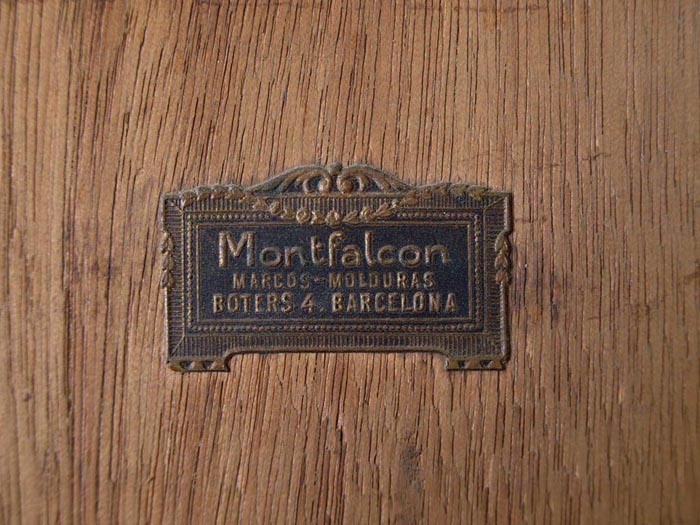 Montfalcon
MARCOS-MOLDURAS
BOTERS 4. BARCELONA